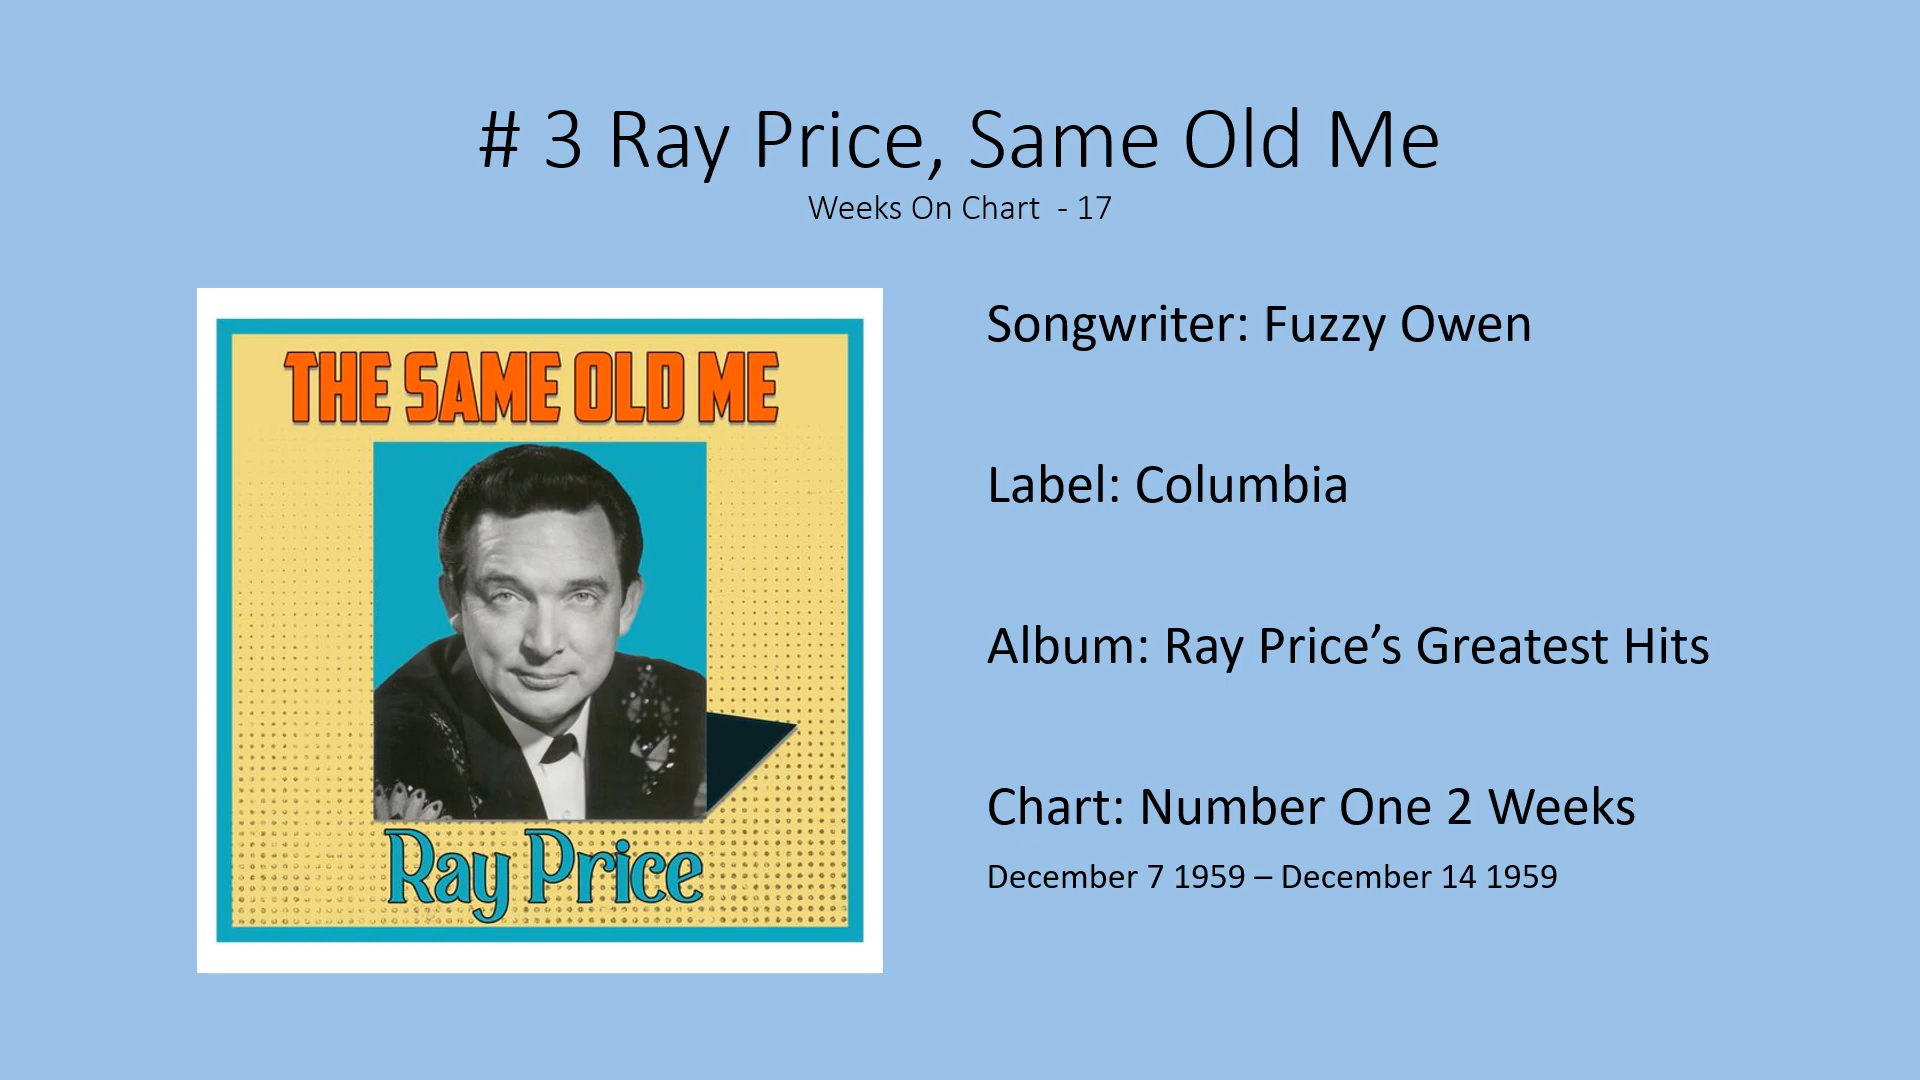 # 3 Ray Price, Same Old Me
Weeks On Chart  - 17
THE SAME OLD ME
Ray Price
Songwriter: Fuzzy Owen
Label: Columbia
Album: Ray Price’s Greatest Hits
Chart: Number One 2 Weeks
December 7 1959 – December 14 1959